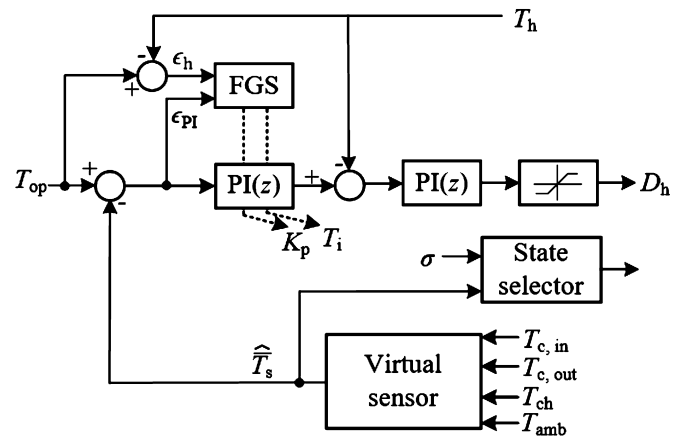 T_h
-
+
ϵ_h
FGS
ϵ_PI
T_op
+
-
PI(z)
+
-
PI(z)
D_h
K_p
T_i
σ
State
selector
T̂̿_s
Virtual
sensor
T_c, in
T_c, out
T_ch
T_amb